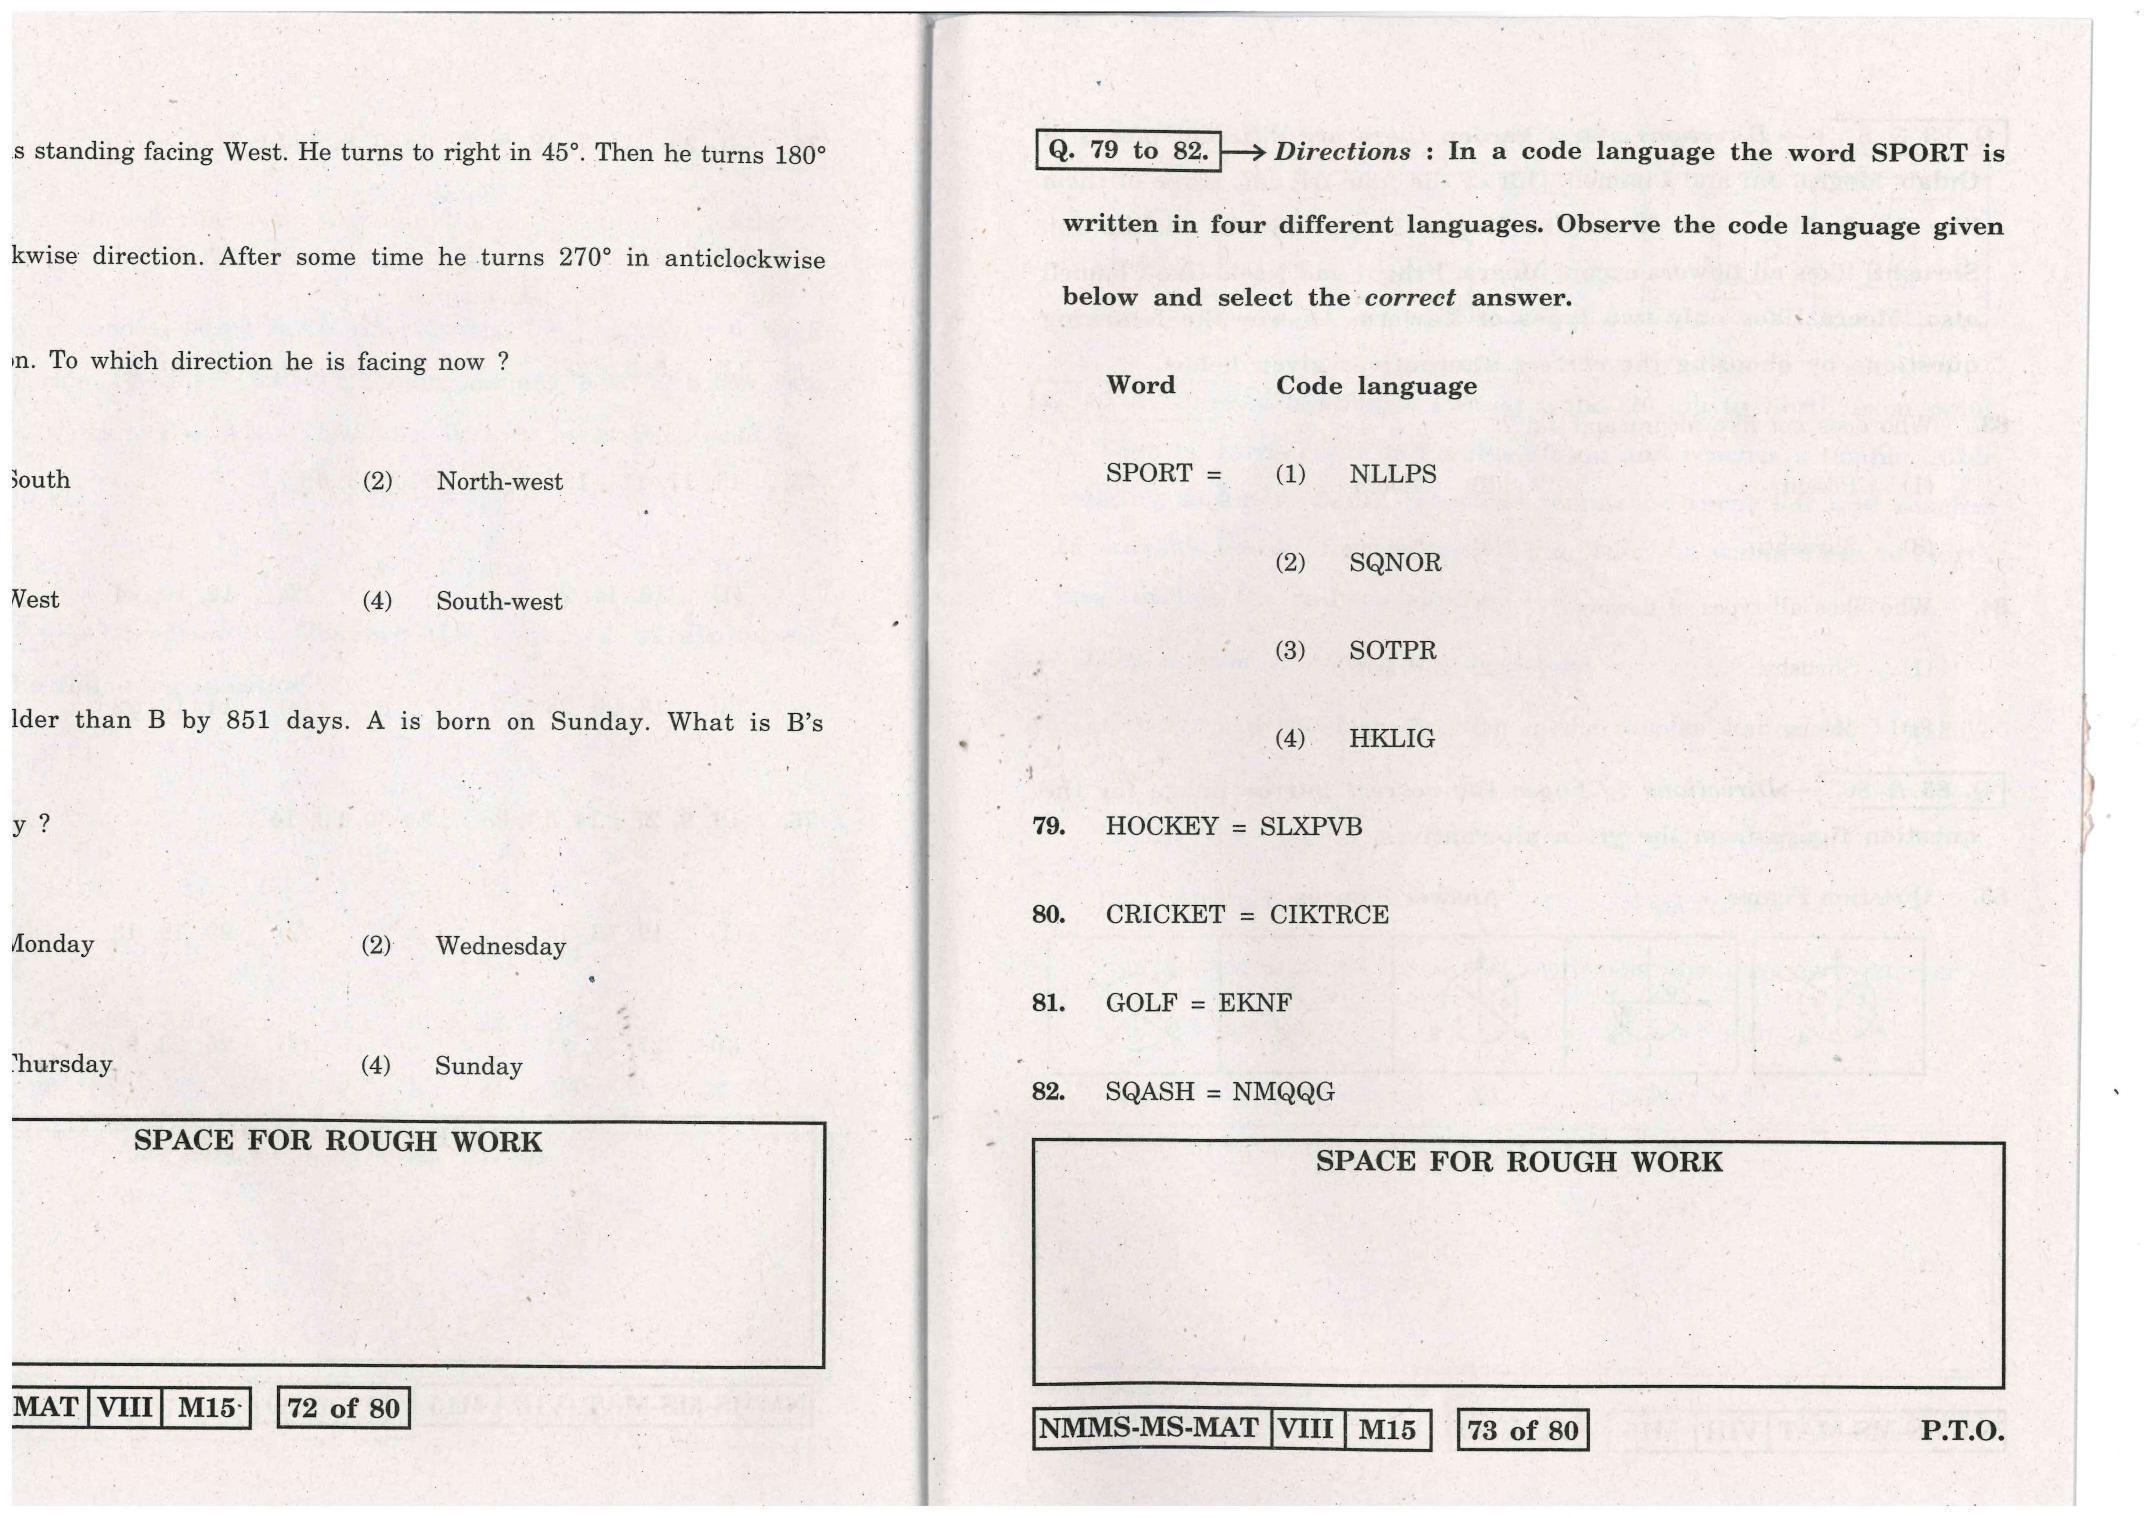 standing facing West. He turns to right in 45°. Then he turns 180°
direction. After some time he turns 270° in anticlockwise
To which direction he is facing now ?
South
(2) North-west
West
(4) South-west
than B by 851 days. A is born on Sunday. What is B's
y ?
Monday
(2) Wednesday
Thursday
(4) Sunday
SPACE FOR ROUGH WORK
MAT VIII M15 72 of 80
Q. 79 to 82. → Directions : In a code language the word SPORT is
written in four different languages. Observe the code language given
below and select the correct answer.
Word Code language
SPORT = (1) NLLPS
(2) SQNOR
(3) SOTPR
(4) HKLIG
79. HOCKEY = SLXPVB
80. CRICKET = CIKTRCE
81. GOLF = EKNF
82. SQASH = NMQQG
SPACE FOR ROUGH WORK
NMMS-MS-MAT VIII M15 73 of 80 P.T.O.